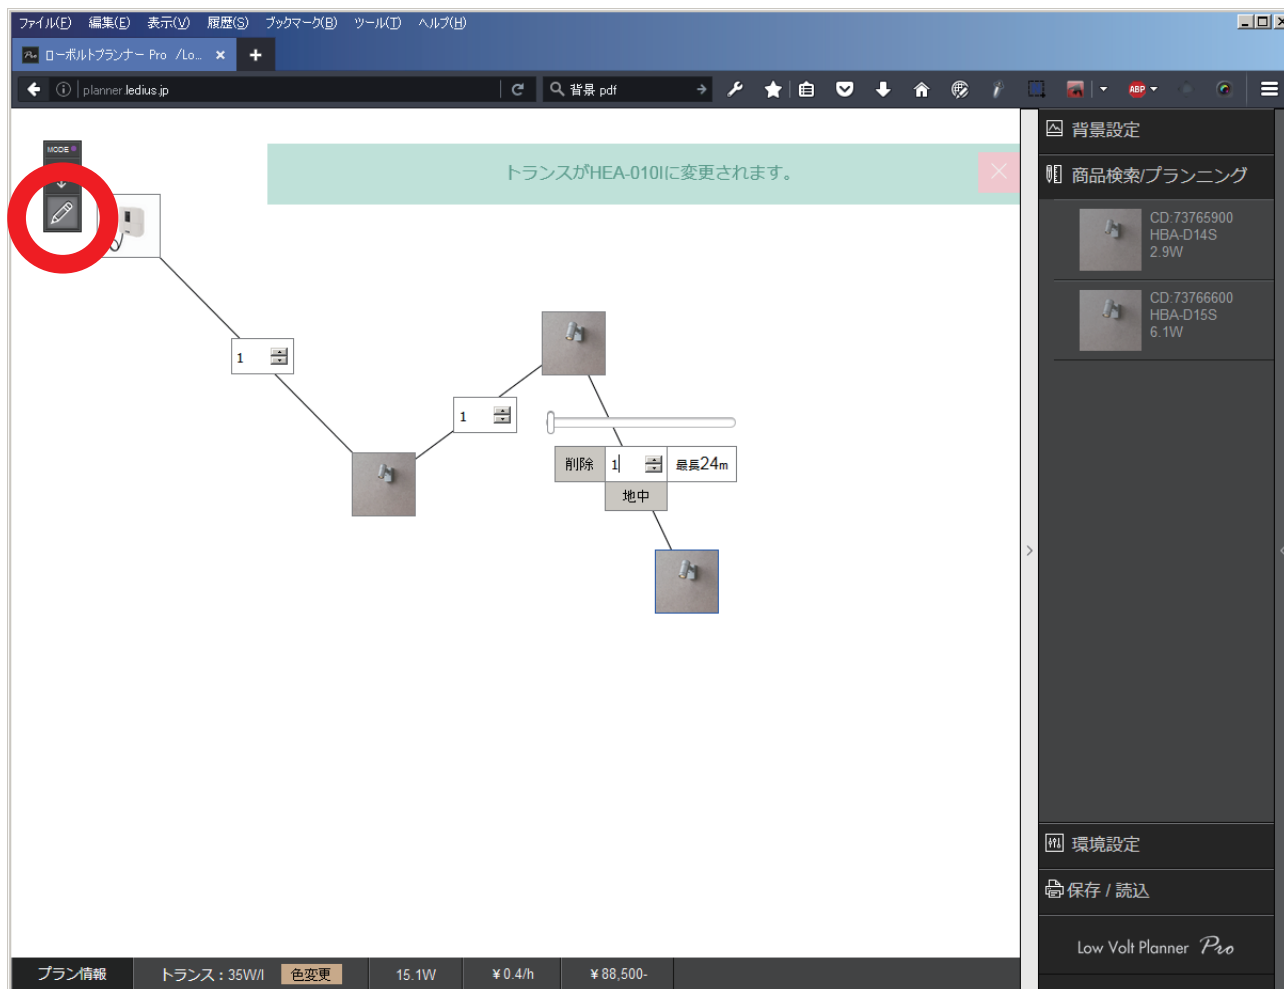 ファイル(F) 編集(E) 表示(V) 履歴(S) ブックマーク(B) ツール(T) ヘルプ(H)
ローボルトプランナー Pro /Lo...
planner.ledius.jp
背景 pdf
ABP
MODE
トランスがHEA-010Iに変更されます。
背景設定
商品検索/プランニング
CD:73765900
HBA-D14S
2.9W
CD:73766600
HBA-D15S
6.1W
1
1
削除 1 最長24m
地中
環境設定
保存 / 読込
Low Volt Planner Pro
プラン情報 トランス：35W/I 色変更 15.1W ¥0.4/h ¥88,500-